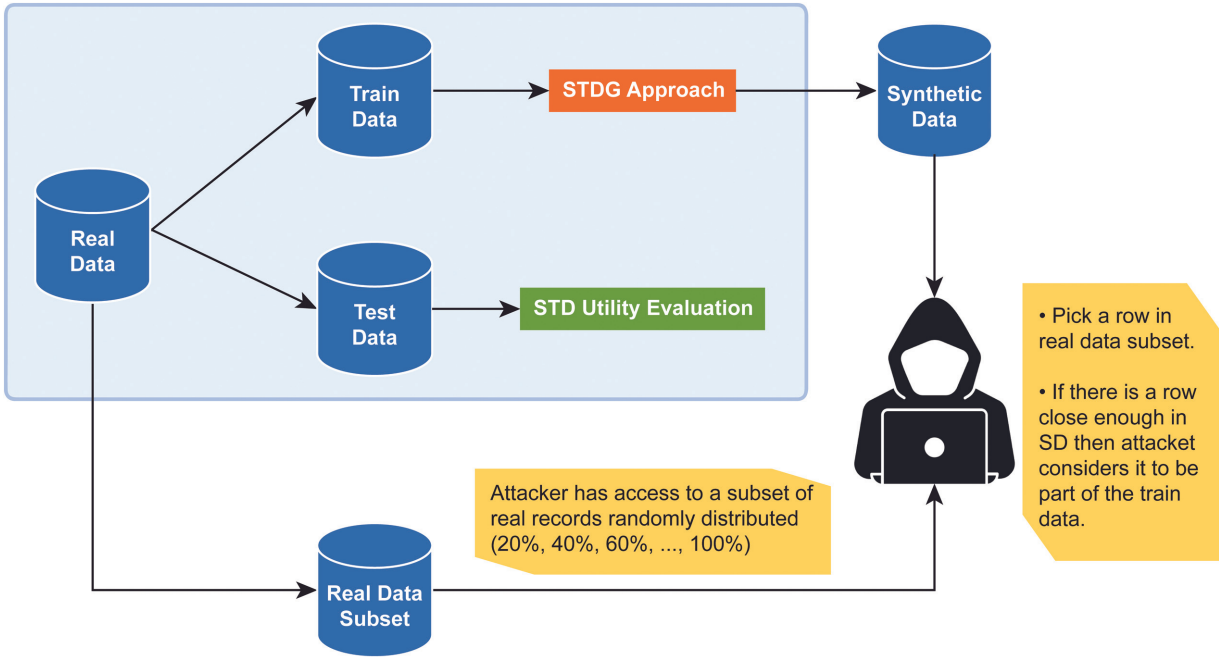 Train
Data
STDG Approach
Synthetic
Data
Real
Data
Test
Data
STD Utility Evaluation
• Pick a row in
real data subset.
• If there is a row
close enough in
SD then attacket
considers it to be
part of the train
data.
Attacker has access to a subset of
real records randomly distributed
(20%, 40%, 60%, ..., 100%)
Real Data
Subset